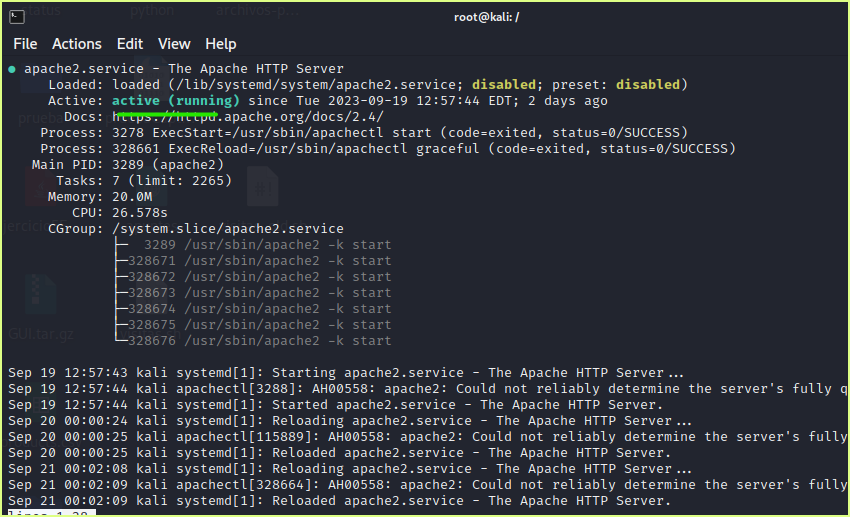 status python archivos-p...
root@kali: /
File Actions Edit View Help
● apache2.service - The Apache HTTP Server
Loaded: loaded (/lib/systemd/system/apache2.service; disabled; preset: disabled)
Active: active (running) since Tue 2023-09-19 12:57:44 EDT; 2 days ago
Docs: https://httpd.apache.org/docs/2.4/
Process: 3278 ExecStart=/usr/sbin/apachectl start (code=exited, status=0/SUCCESS)
Process: 328661 ExecReload=/usr/sbin/apachectl graceful (code=exited, status=0/SUCCESS)
Main PID: 3289 (apache2)
Tasks: 7 (limit: 2265)
Memory: 20.0M
CPU: 26.578s
CGroup: /system.slice/apache2.service
├─ 3289 /usr/sbin/apache2 -k start
├─328671 /usr/sbin/apache2 -k start
├─328672 /usr/sbin/apache2 -k start
├─328673 /usr/sbin/apache2 -k start
├─328674 /usr/sbin/apache2 -k start
├─328675 /usr/sbin/apache2 -k start
└─328676 /usr/sbin/apache2 -k start
GUI.tar.gz
Sep 19 12:57:43 kali systemd[1]: Starting apache2.service - The Apache HTTP Server...
Sep 19 12:57:44 kali apachectl[3288]: AH00558: apache2: Could not reliably determine the server's fully q
Sep 19 12:57:44 kali systemd[1]: Started apache2.service - The Apache HTTP Server.
Sep 20 00:00:24 kali systemd[1]: Reloading apache2.service - The Apache HTTP Server...
Sep 20 00:00:25 kali apachectl[115889]: AH00558: apache2: Could not reliably determine the server's fully
Sep 20 00:00:25 kali systemd[1]: Reloaded apache2.service - The Apache HTTP Server.
Sep 21 00:02:08 kali systemd[1]: Reloading apache2.service - The Apache HTTP Server...
Sep 21 00:02:09 kali apachectl[328664]: AH00558: apache2: Could not reliably determine the server's fully
Sep 21 00:02:09 kali systemd[1]: Reloaded apache2.service - The Apache HTTP Server.